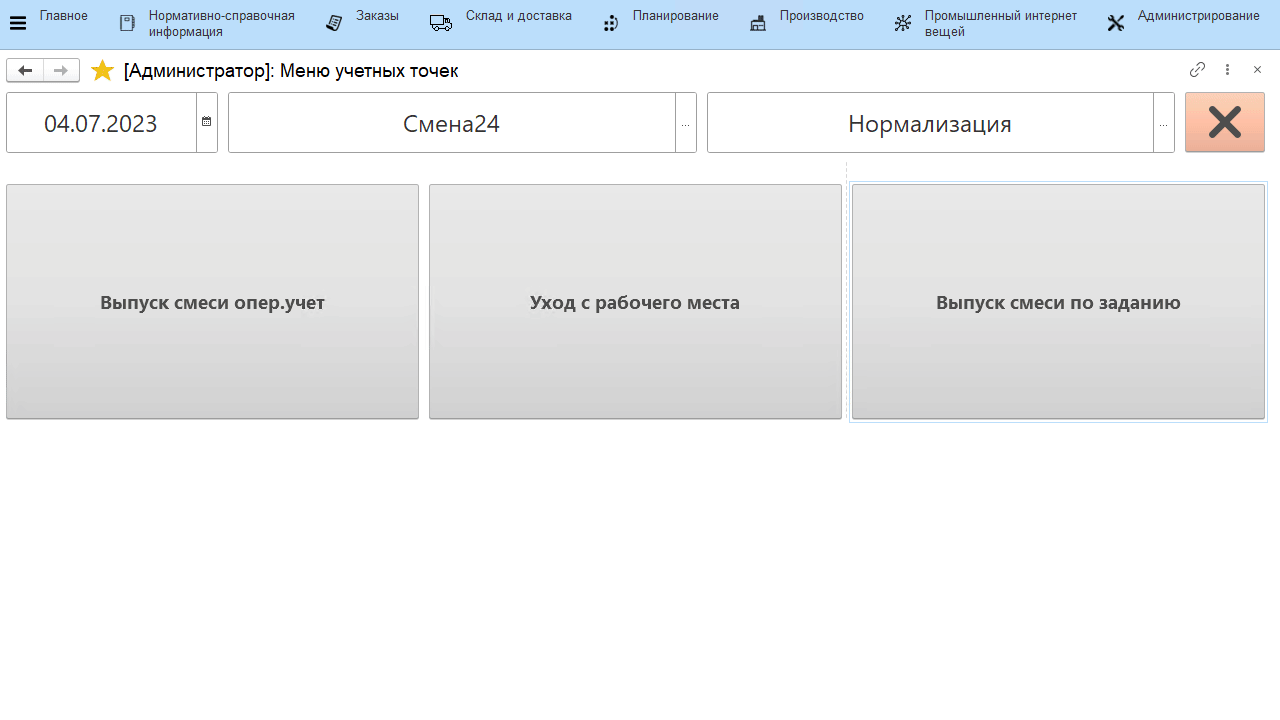 Главное
Нормативно-справочная
информация
Заказы
Склад и доставка
Планирование
Производство
Промышленный интернет
вещей
Администрирование
[Администратор]: Меню учетных точек
04.07.2023
Смена24
...
Нормализация
...
Выпуск смеси опер.учет
Уход с рабочего места
Выпуск смеси по заданию